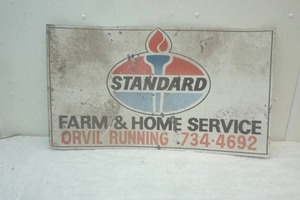 STANDARD
FARM & HOME SERVICE
ORVIL RUNNING 734-4692